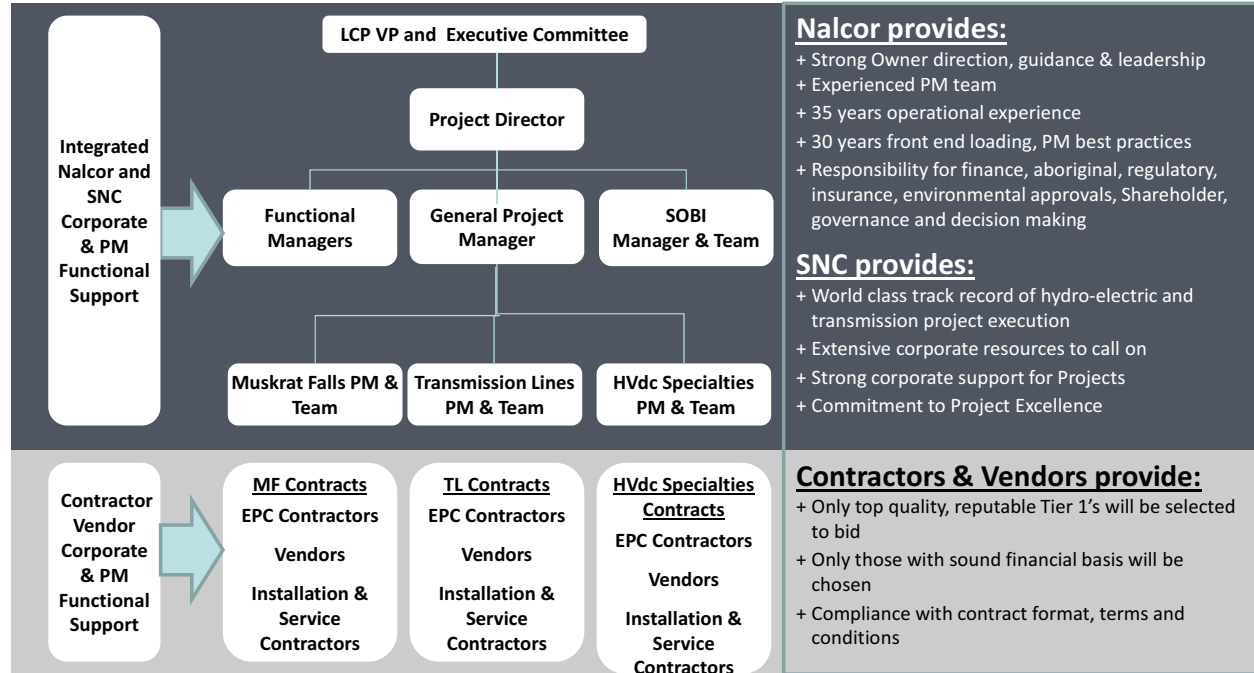 LCP VP and Executive Committee
Project Director
Integrated
Nalcor and
SNC
Corporate
& PM
Functional
Support
Functional
Managers
General Project
Manager
SOBI
Manager & Team
Muskrat Falls PM &
Team
Transmission Lines
PM & Team
HVdc Specialties
PM & Team
Contractor
Vendor
Corporate
& PM
Functional
Support
MF Contracts
EPC Contractors
Vendors
Installation &
Service
Contractors
TL Contracts
EPC Contractors
Vendors
Installation &
Service
Contractors
HVdc Specialties
Contracts
EPC Contractors
Vendors
Installation &
Service
Contractors
Nalcor provides:
+ Strong Owner direction, guidance & leadership
+ Experienced PM team
+ 35 years operational experience
+ 30 years front end loading, PM best practices
+ Responsibility for finance, aboriginal, regulatory,
insurance, environmental approvals, Shareholder,
governance and decision making
SNC provides:
+ World class track record of hydro-electric and
transmission project execution
+ Extensive corporate resources to call on
+ Strong corporate support for Projects
+ Commitment to Project Excellence
Contractors & Vendors provide:
+ Only top quality, reputable Tier 1's will be selected
to bid
+ Only those with sound financial basis will be
chosen
+ Compliance with contract format, terms and
conditions